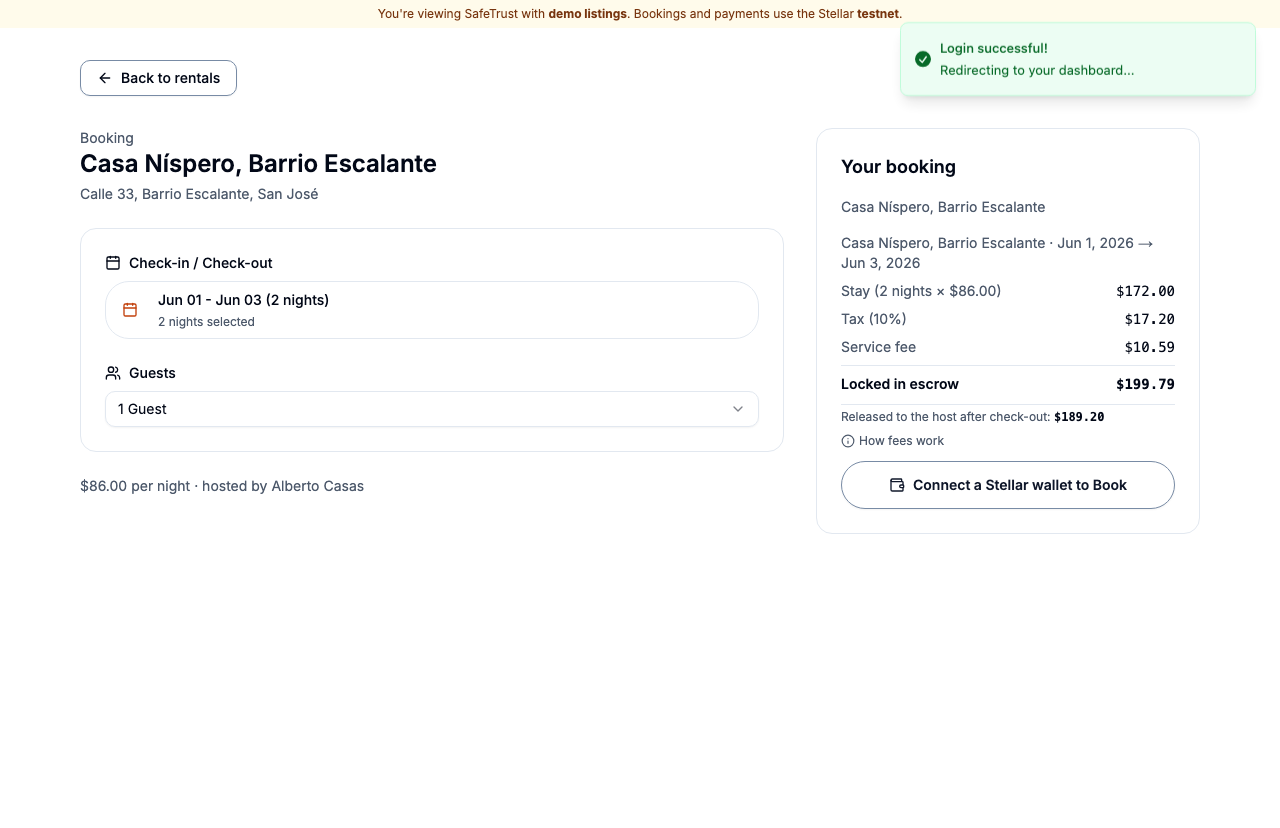 You're viewing SafeTrust with demo listings. Bookings and payments use the Stellar testnet.
Login successful!
Redirecting to your dashboard...
Back to rentals
Booking
Casa Níspero, Barrio Escalante
Calle 33, Barrio Escalante, San José
Check-in / Check-out
Jun 01 - Jun 03 (2 nights)
2 nights selected
Guests
1 Guest
$86.00 per night · hosted by Alberto Casas
Your booking
Casa Níspero, Barrio Escalante
Casa Níspero, Barrio Escalante · Jun 1, 2026 →
Jun 3, 2026
Stay (2 nights × $86.00) $172.00
Tax (10%) $17.20
Service fee $10.59
Locked in escrow $199.79
Released to the host after check-out: $189.20
How fees work
Connect a Stellar wallet to Book